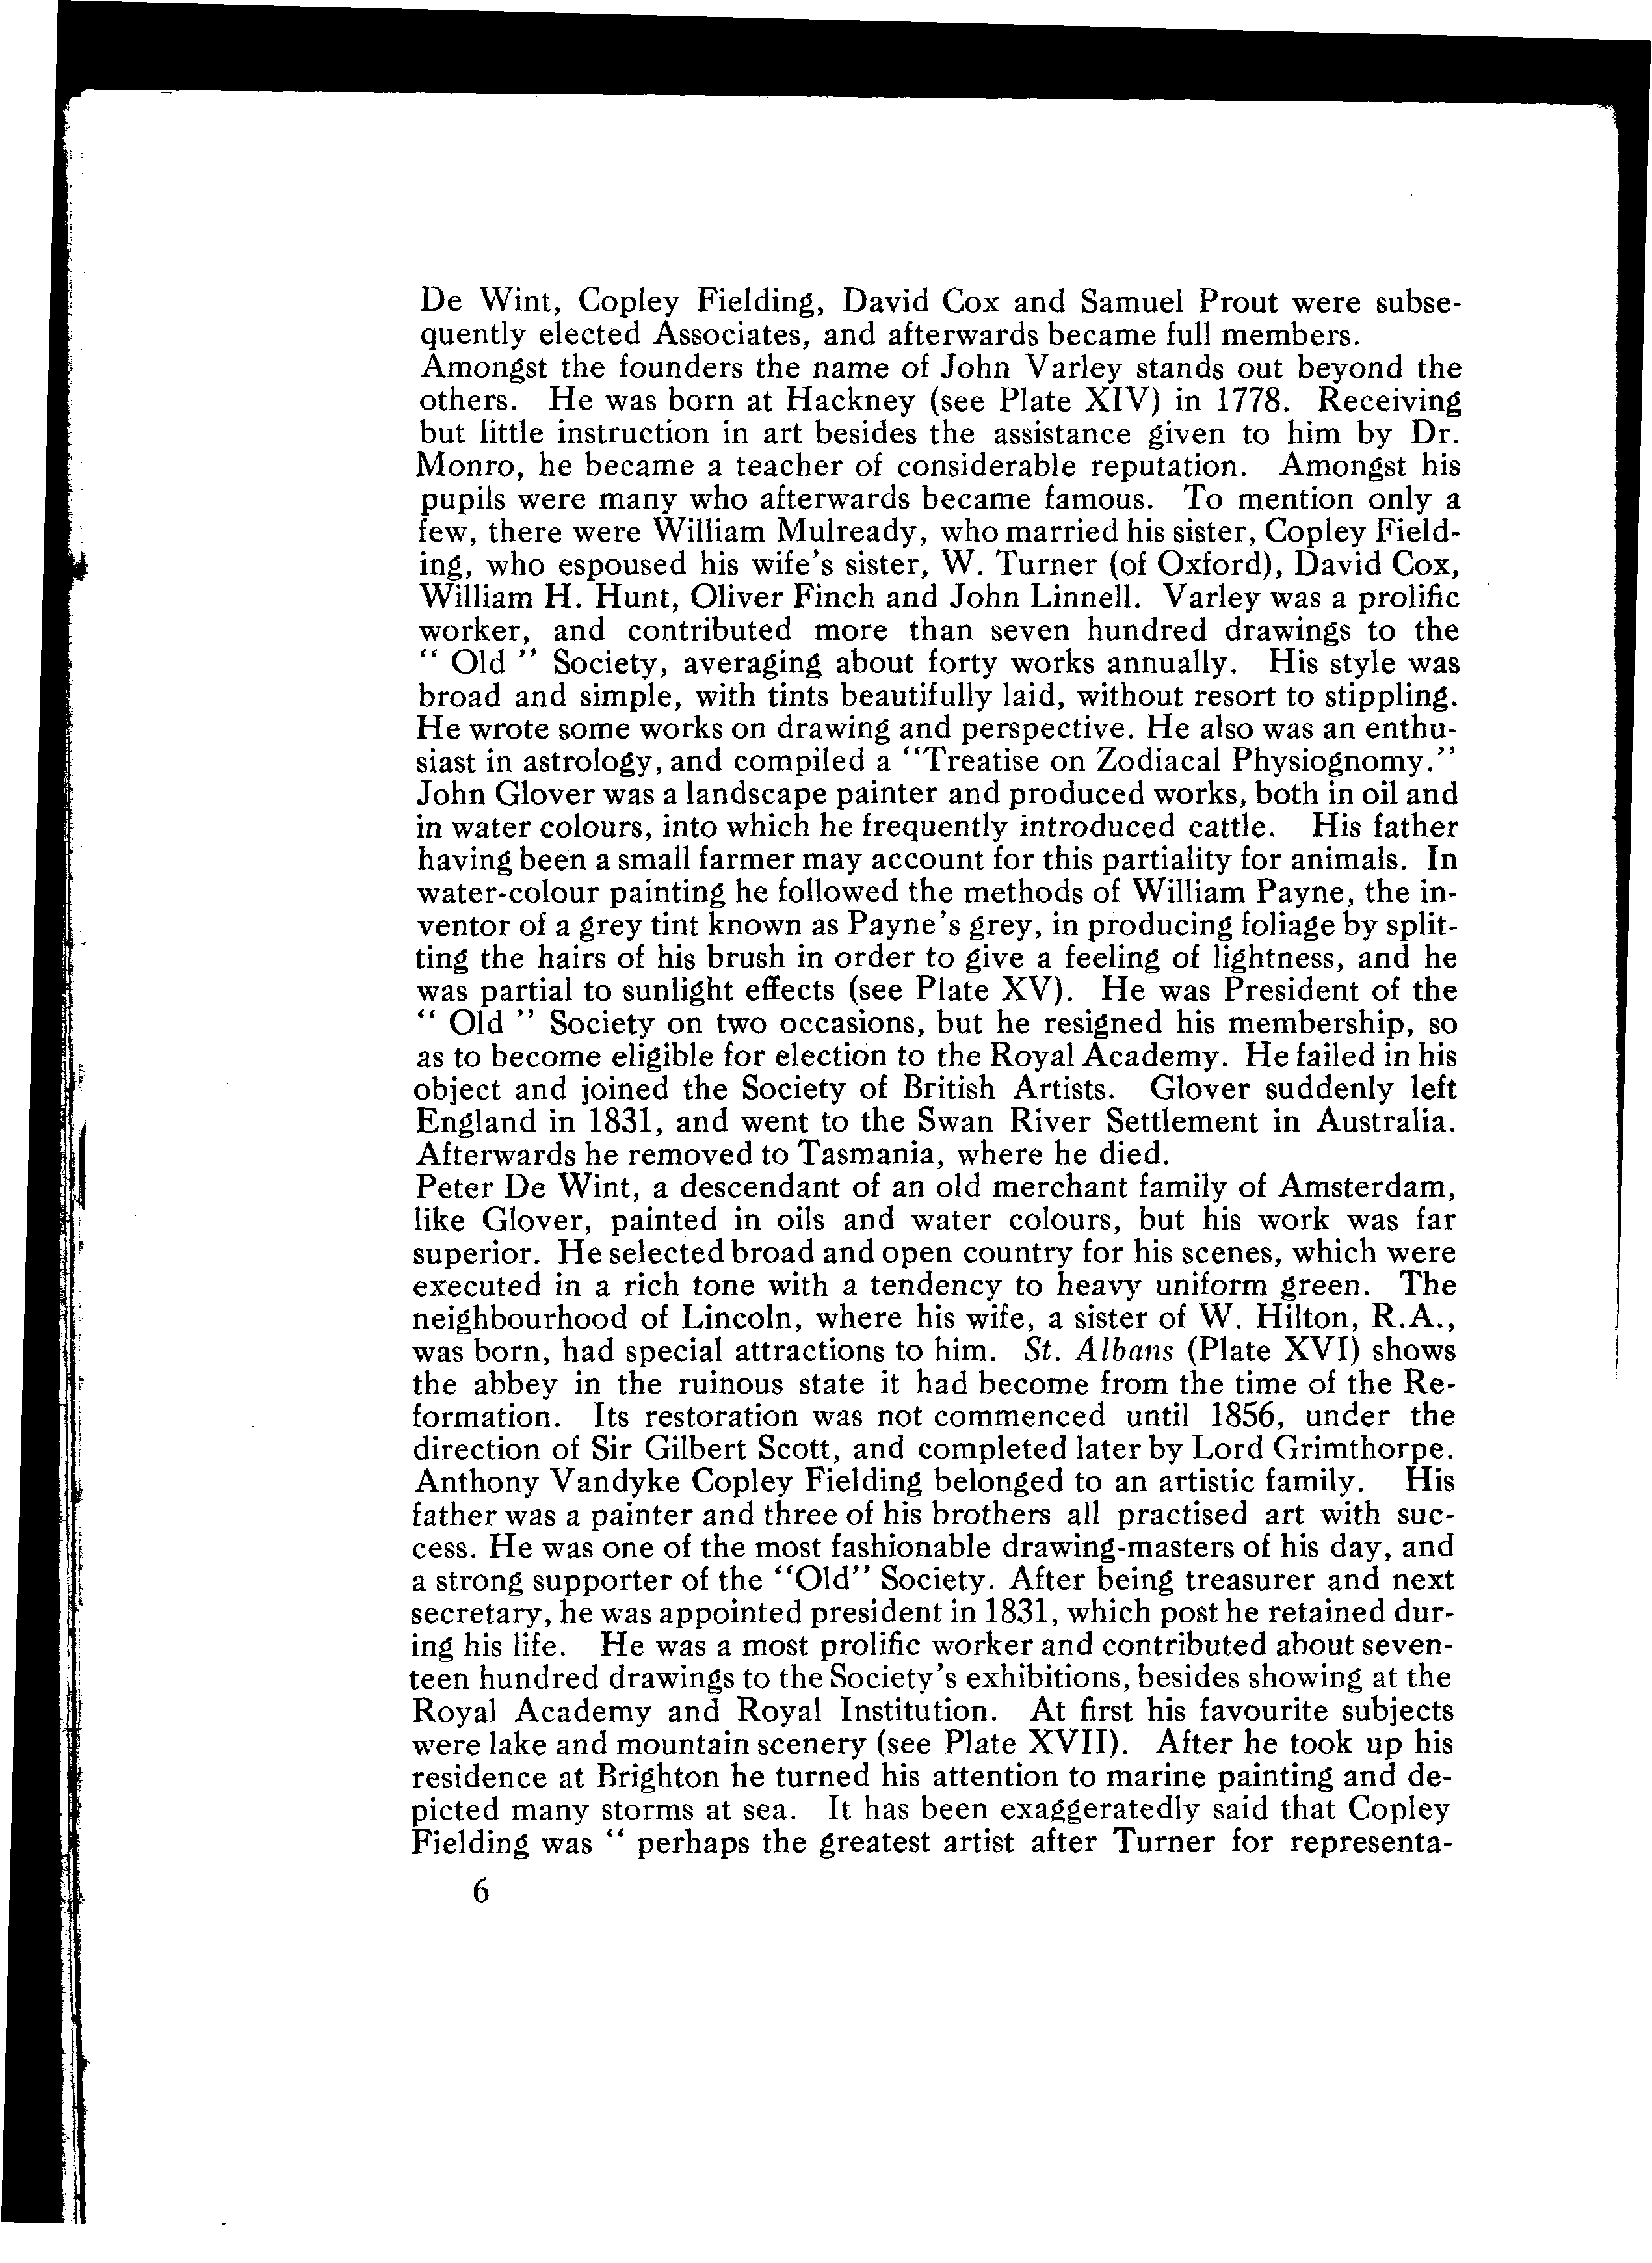 De Wint, Copley Fielding, David Cox and Samuel Prout were subse-
quently elected Associates, and afterwards became full members.
Amongst the founders the name of John Varley stands out beyond the
others. He was born at Hackney (see Plate XIV) in 1778. Receiving
but little instruction in art besides the assistance given to him by Dr.
Monro, he became a teacher of considerable reputation. Amongst his
pupils were many who afterwards became famous. To mention only a
few, there were William Mulready, who married his sister, Copley Field-
ing, who espoused his wife's sister, W. Turner (of Oxford), David Cox,
William H. Hunt, Oliver Finch and John Linnell. Varley was a prolific
worker, and contributed more than seven hundred drawings to the
" Old " Society, averaging about forty works annually. His style was
broad and simple, with tints beautifully laid, without resort to stippling.
He wrote some works on drawing and perspective. He also was an enthu-
siast in astrology, and compiled a "Treatise on Zodiacal Physiognomy."
John Glover was a landscape painter and produced works, both in oil and
in water colours, into which he frequently introduced cattle. His father
having been a small farmer may account for this partiality for animals. In
water-colour painting he followed the methods of William Payne, the in-
ventor of a grey tint known as Payne's grey, in producing foliage by split-
ting the hairs of his brush in order to give a feeling of lightness, and he
was partial to sunlight effects (see Plate XV). He was President of the
" Old " Society on two occasions, but he resigned his membership, so
as to become eligible for election to the Royal Academy. He failed in his
object and joined the Society of British Artists. Glover suddenly left
England in 1831, and went to the Swan River Settlement in Australia.
Afterwards he removed to Tasmania, where he died.
Peter De Wint, a descendant of an old merchant family of Amsterdam,
like Glover, painted in oils and water colours, but his work was far
superior. He selected broad and open country for his scenes, which were
executed in a rich tone with a tendency to heavy uniform green. The
neighbourhood of Lincoln, where his wife, a sister of W. Hilton, R.A.,
was born, had special attractions to him. St. Albans (Plate XVI) shows
the abbey in the ruinous state it had become from the time of the Re-
formation. Its restoration was not commenced until 1856, under the
direction of Sir Gilbert Scott, and completed later by Lord Grimthorpe.
Anthony Vandyke Copley Fielding belonged to an artistic family. His
father was a painter and three of his brothers all practised art with suc-
cess. He was one of the most fashionable drawing-masters of his day, and
a strong supporter of the "Old" Society. After being treasurer and next
secretary, he was appointed president in 1831, which post he retained dur-
ing his life. He was a most prolific worker and contributed about seven-
teen hundred drawings to the Society's exhibitions, besides showing at the
Royal Academy and Royal Institution. At first his favourite subjects
were lake and mountain scenery (see Plate XVII). After he took up his
residence at Brighton he turned his attention to marine painting and de-
picted many storms at sea. It has been exaggeratedly said that Copley
Fielding was " perhaps the greatest artist after Turner for representa-
6